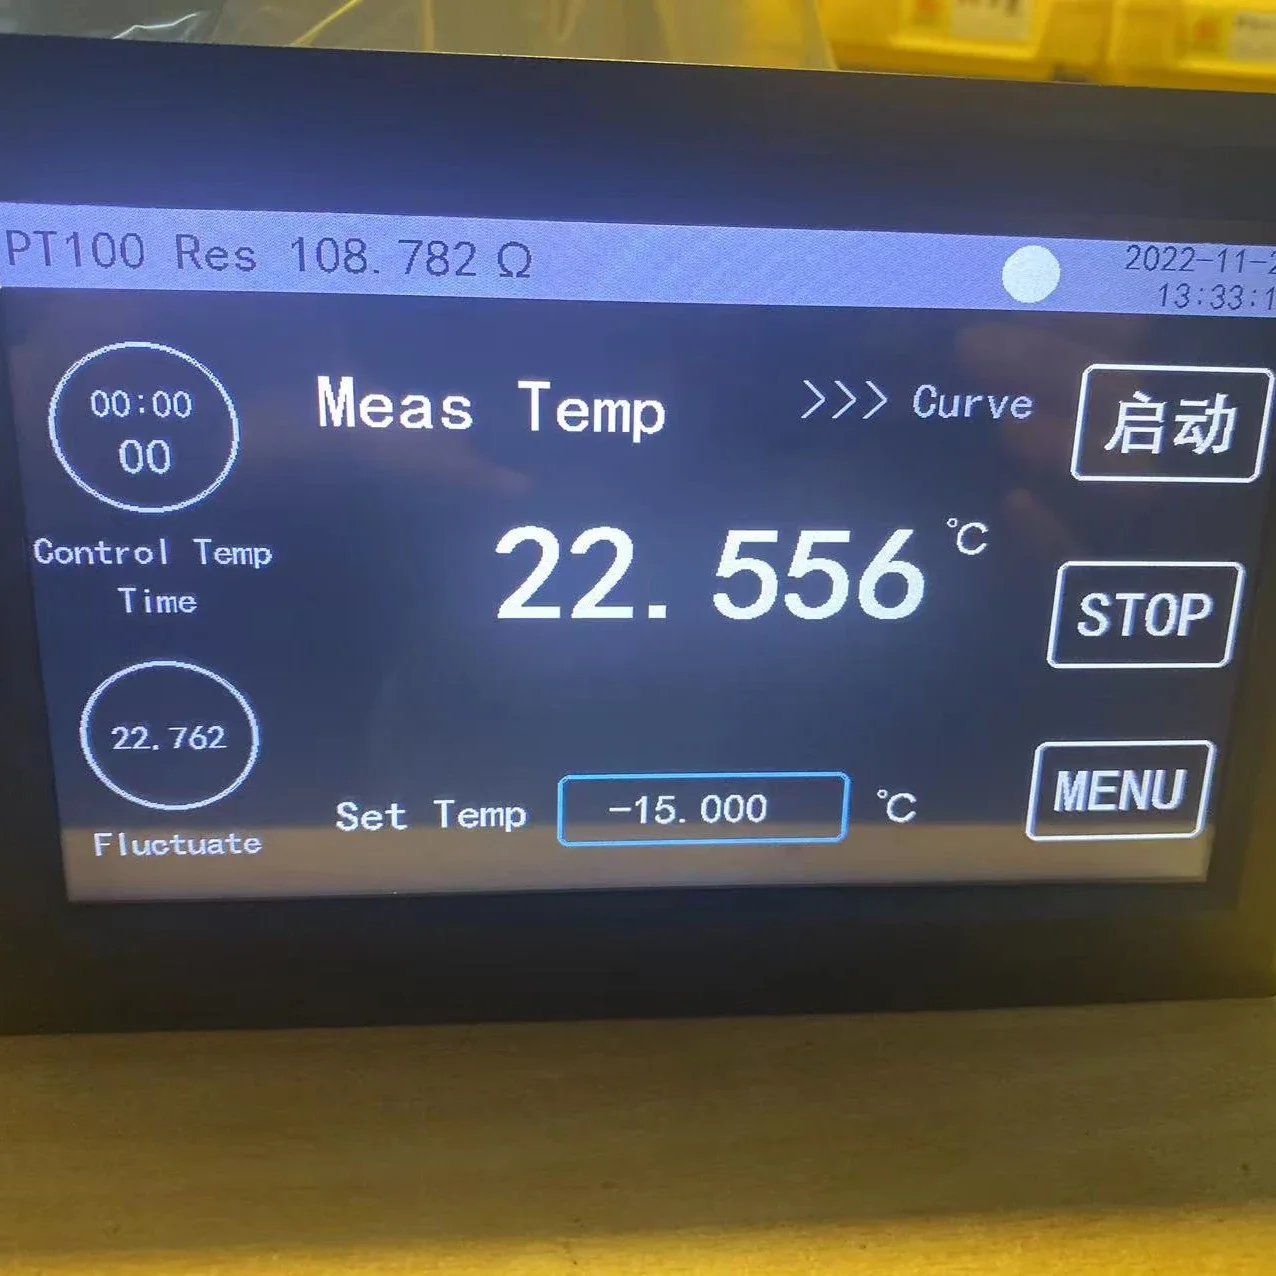 PT100 Res 108.782 Ω
2022-11-2
13:33:1
00:00
00
Control Temp
Time
Meas Temp
>>> Curve
启动
22.556 ℃
STOP
22.762
Fluctuate
Set Temp -15.000 ℃
MENU